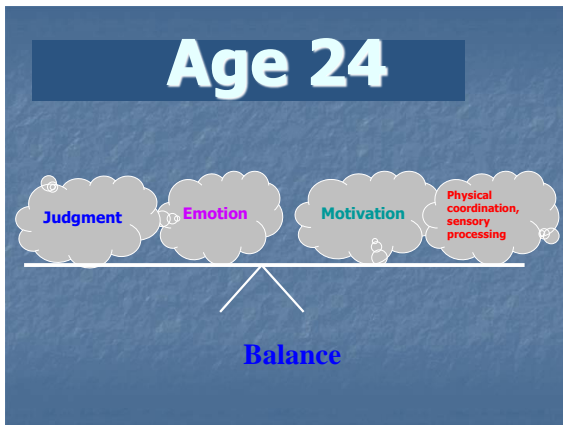 Age 24
Judgment
Emotion
Motivation
Physical
coordination,
sensory
processing
Balance